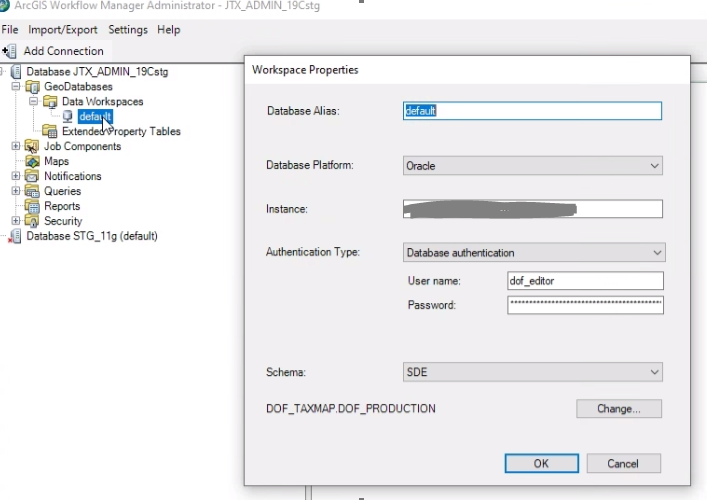 ArcGIS Workflow Manager Administrator - JTX_ADMIN_19Cstg
File Import/Export Settings Help
Add Connection
Database JTX_ADMIN_19Cstg
GeoDatabases
Data Workspaces
default
Extended Property Tables
Job Components
Maps
Notifications
Queries
Reports
Security
Database STG_11g (default)
Workspace Properties
Database Alias: default
Database Platform: Oracle
Instance:
Authentication Type: Database authentication
User name: dof_editor
Password: ****************************************
Schema: SDE
DOF_TAXMAP.DOF_PRODUCTION Change...
OK Cancel